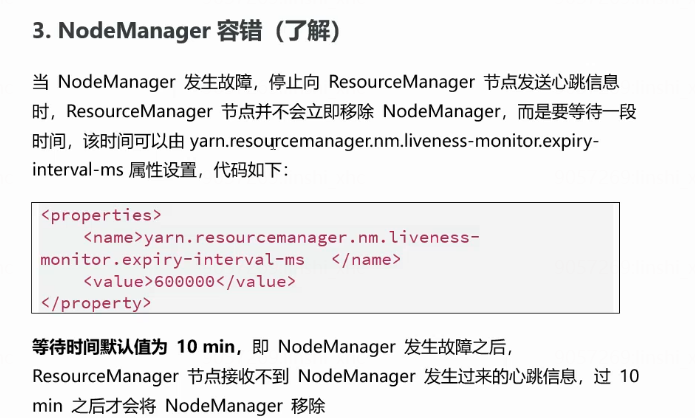 3. NodeManager 容错（了解）
当 NodeManager 发生故障，停止向 ResourceManager 节点发送心跳信息
时，ResourceManager 节点并不会立即移除 NodeManager，而是要等待一段
时间，该时间可以由 yarn.resourcemanager.nm.liveness-monitor.expiry-
interval-ms 属性设置，代码如下：
<properties>
<name>yarn.resourcemanager.nm.liveness-
monitor.expiry-interval-ms </name>
<value>600000</value>
</property>
等待时间默认值为 10 min，即 NodeManager 发生故障之后，
ResourceManager 节点接收不到 NodeManager 发生过来的心跳信息，过 10
min 之后才会将 NodeManager 移除